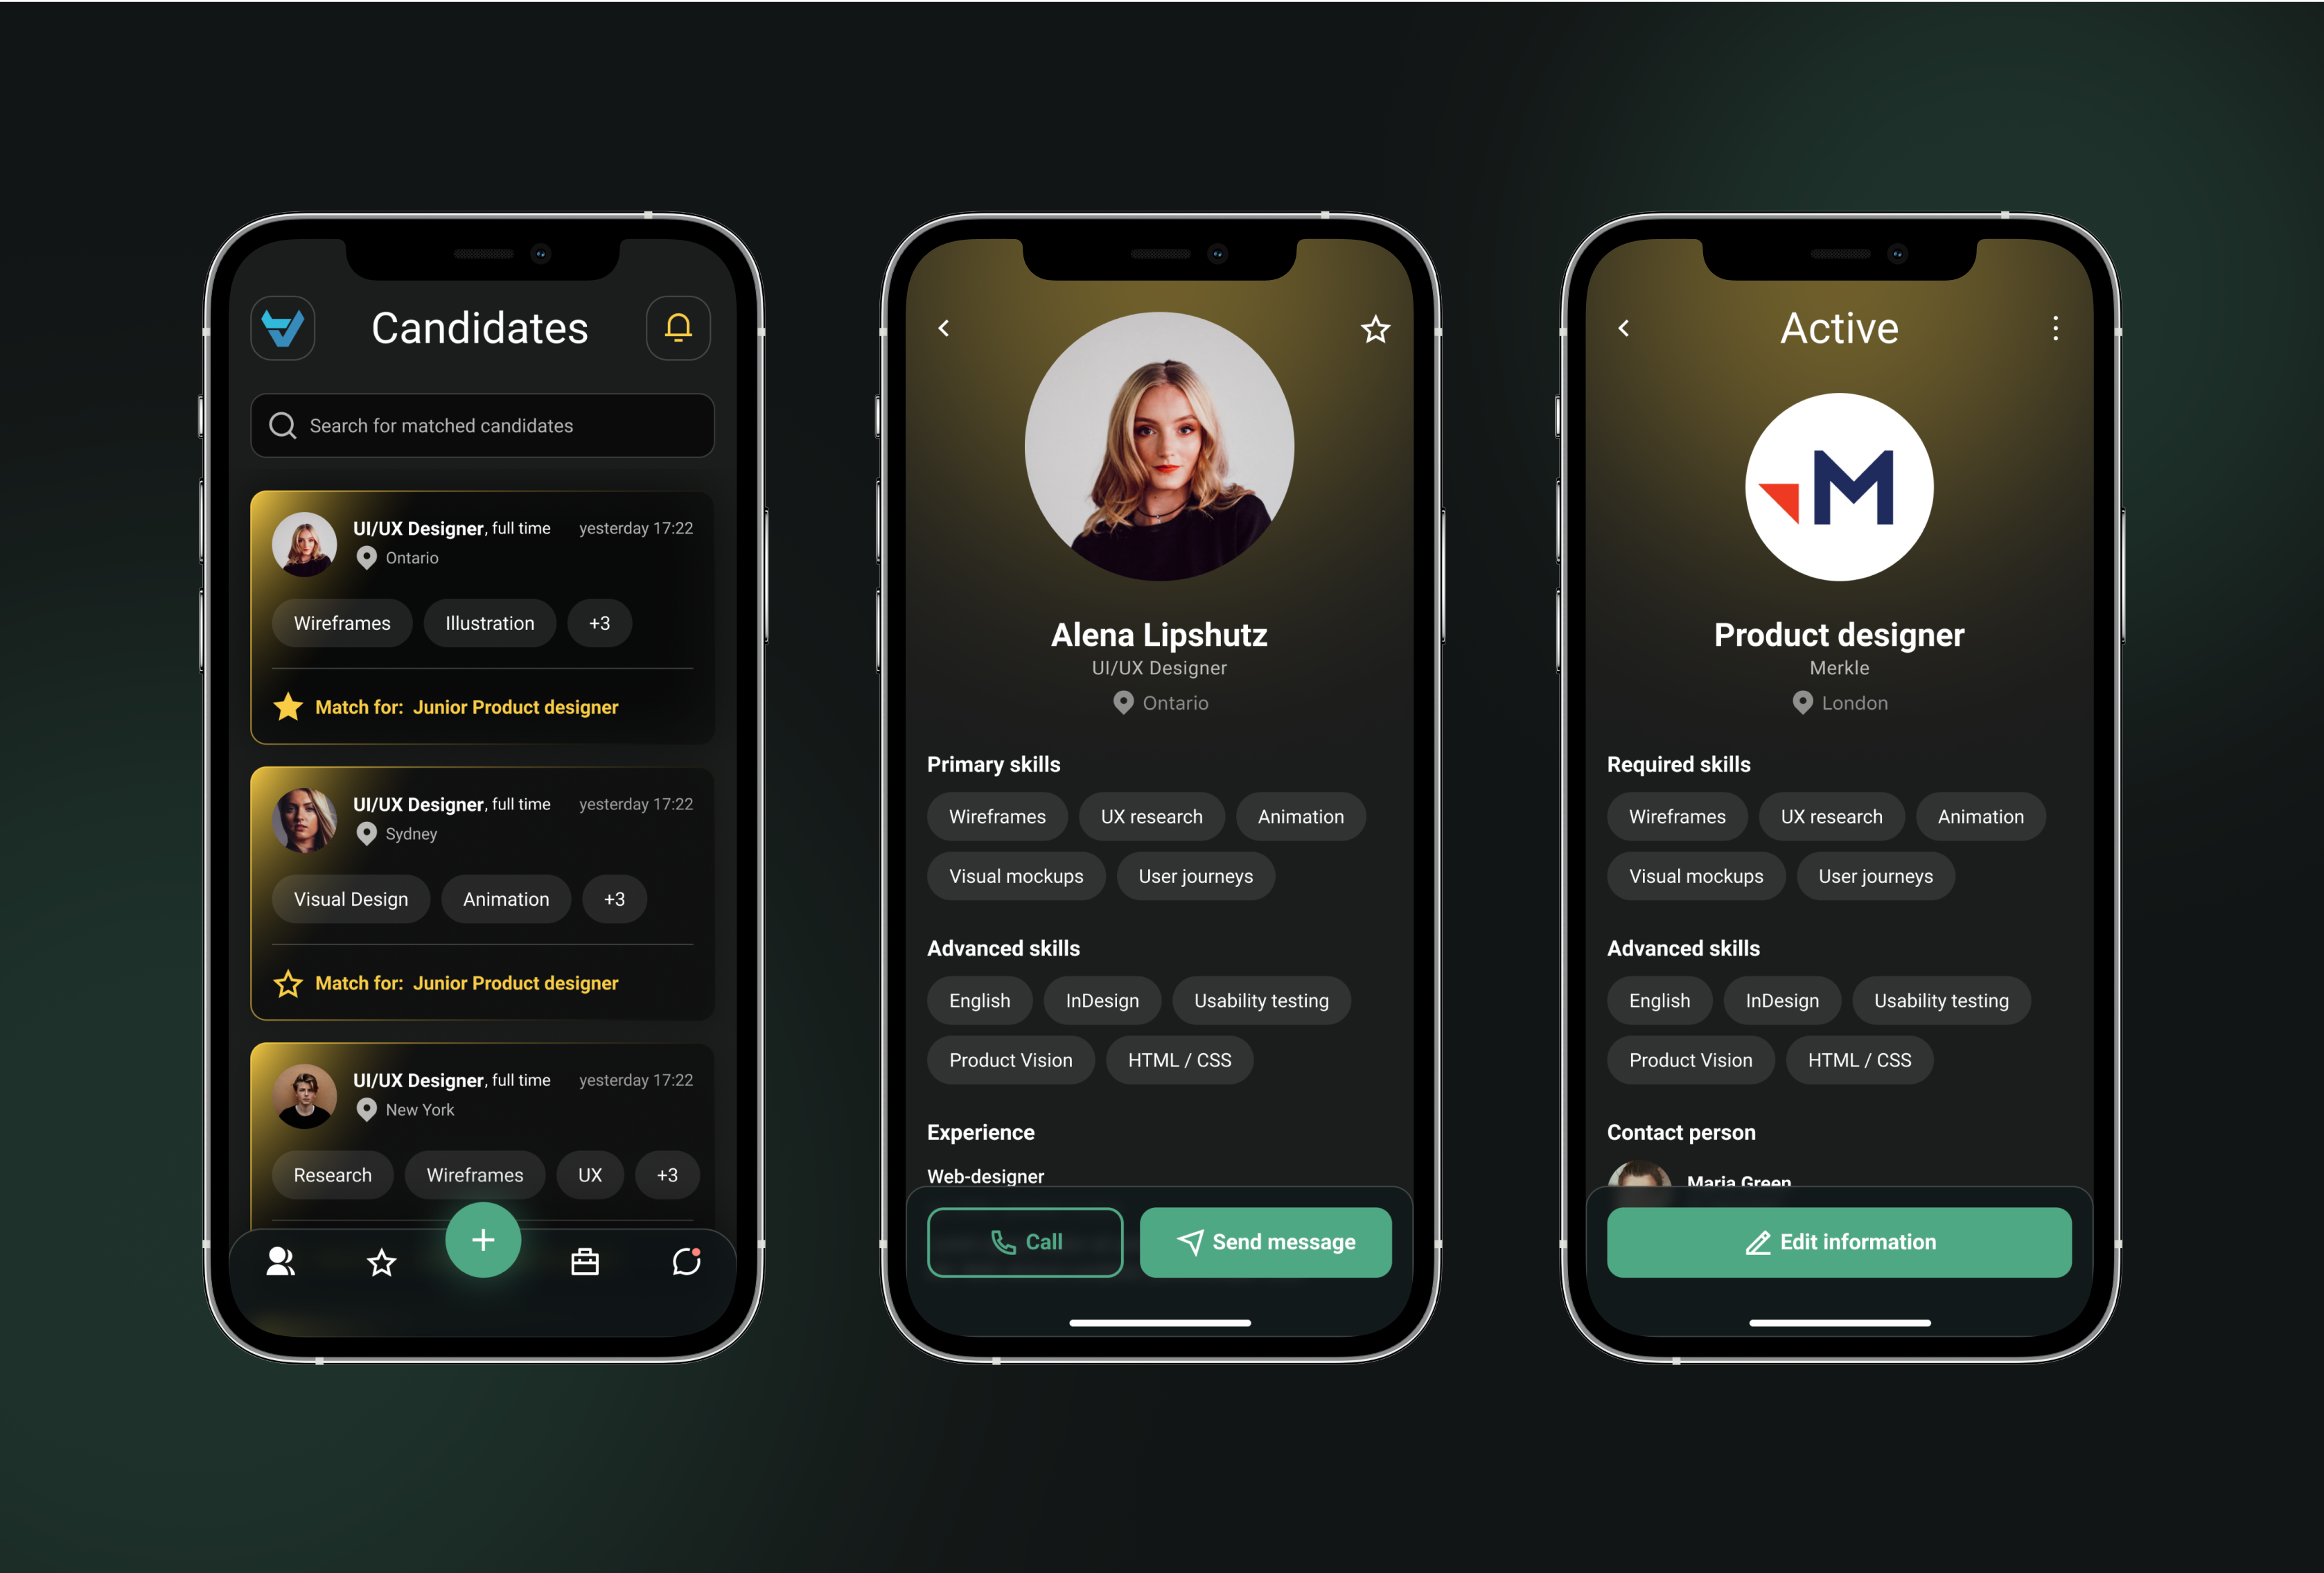 Candidates
Search for matched candidates
UI/UX Designer, full time yesterday 17:22
Ontario
Wireframes Illustration +3
Match for: Junior Product designer
UI/UX Designer, full time yesterday 17:22
Sydney
Visual Design Animation +3
Match for: Junior Product designer
UI/UX Designer, full time yesterday 17:22
New York
Research Wireframes UX +3
Alena Lipshutz
UI/UX Designer
Ontario
Primary skills
Wireframes UX research Animation
Visual mockups User journeys
Advanced skills
English InDesign Usability testing
Product Vision HTML / CSS
Experience
Web-designer
Call Send message
Active
M
Product designer
Merkle
London
Required skills
Wireframes UX research Animation
Visual mockups User journeys
Advanced skills
English InDesign Usability testing
Product Vision HTML / CSS
Contact person
Maria Green
Edit information